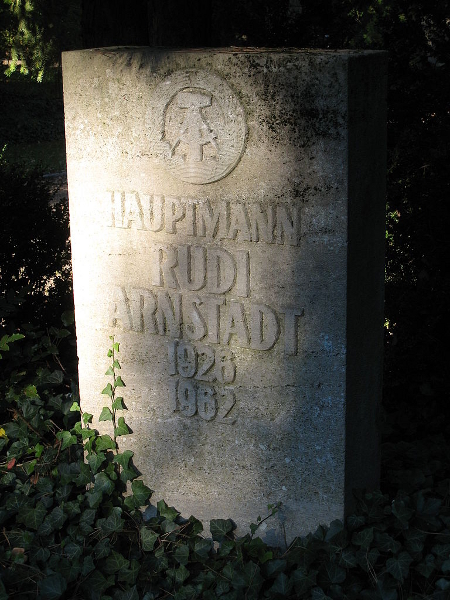 HAUPTMANN
RUDI
ARNSTADT
1926
1962